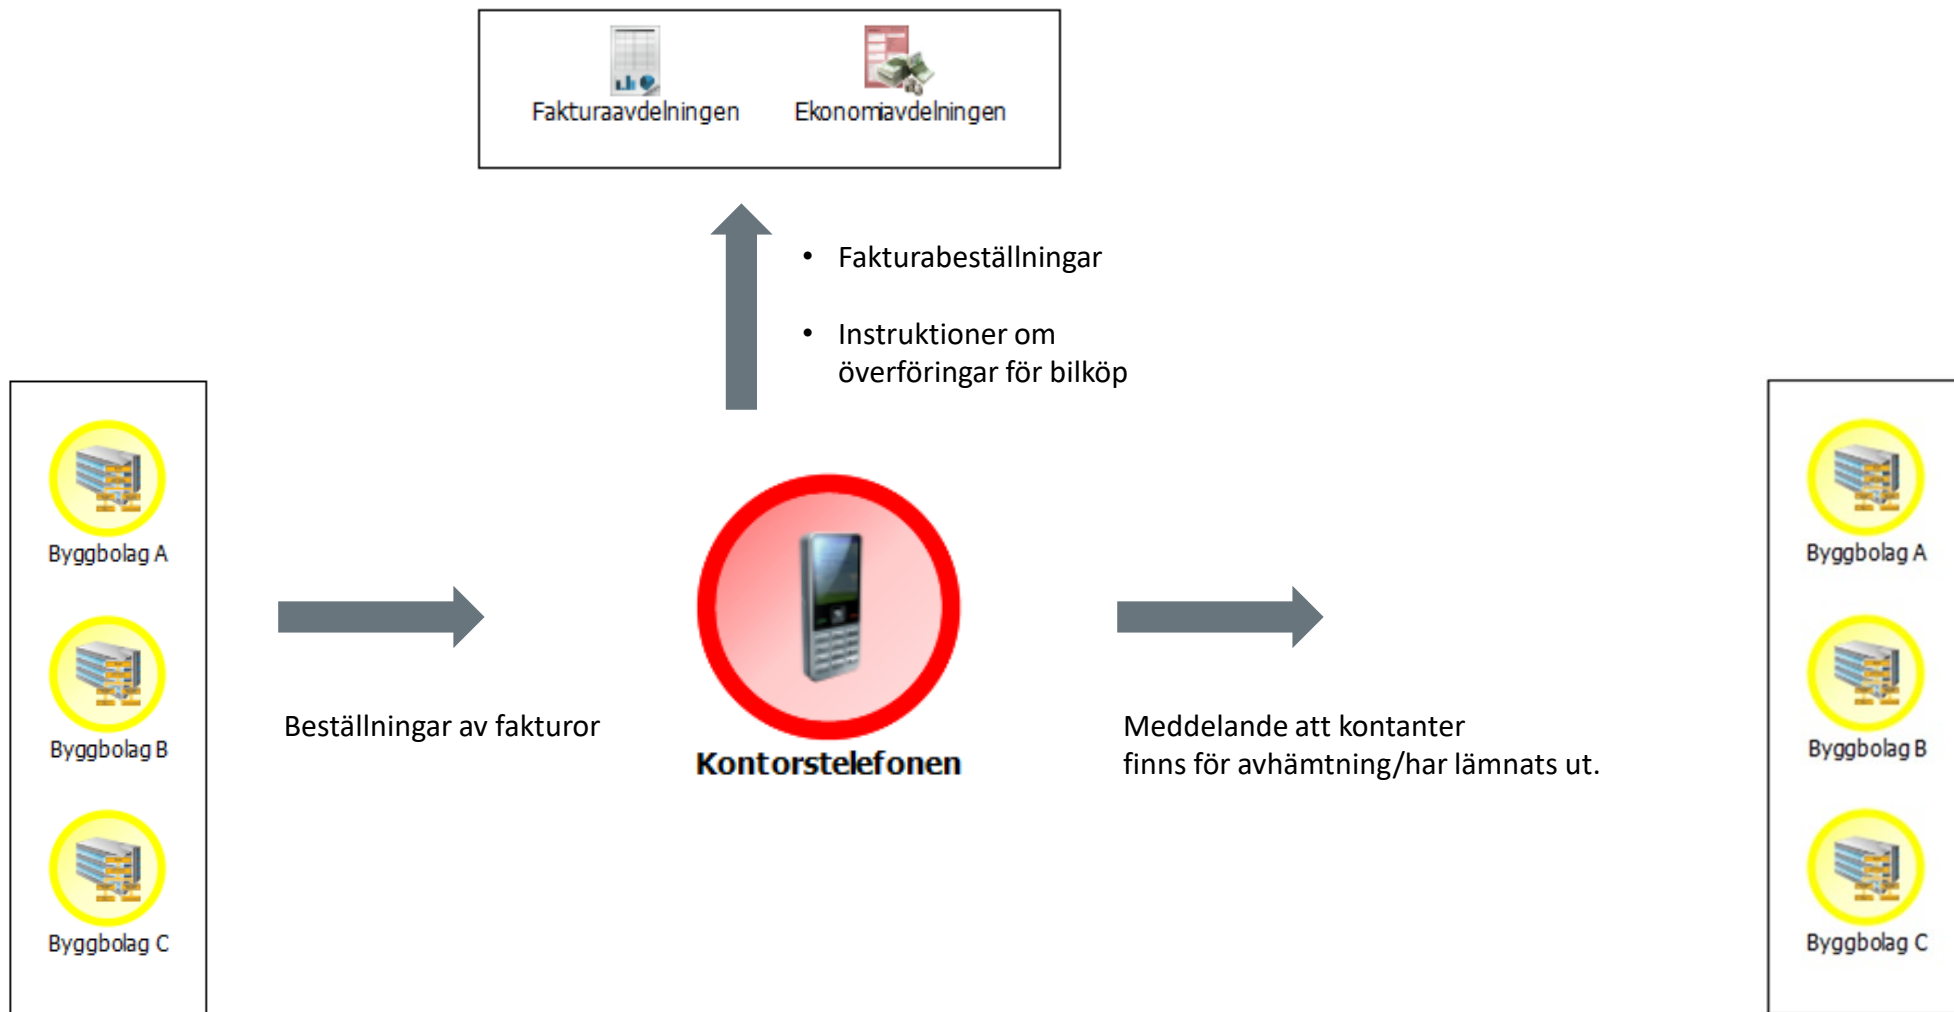 Fakturaavdelningen
Ekonomiavdelningen
• Fakturabeställningar
• Instruktioner om
överföringar för bilköp
Byggbolag A
Byggbolag B
Byggbolag C
Beställningar av fakturor
Kontorstelefonen
Meddelande att kontanter
finns för avhämtning/har lämnats ut.
Byggbolag A
Byggbolag B
Byggbolag C